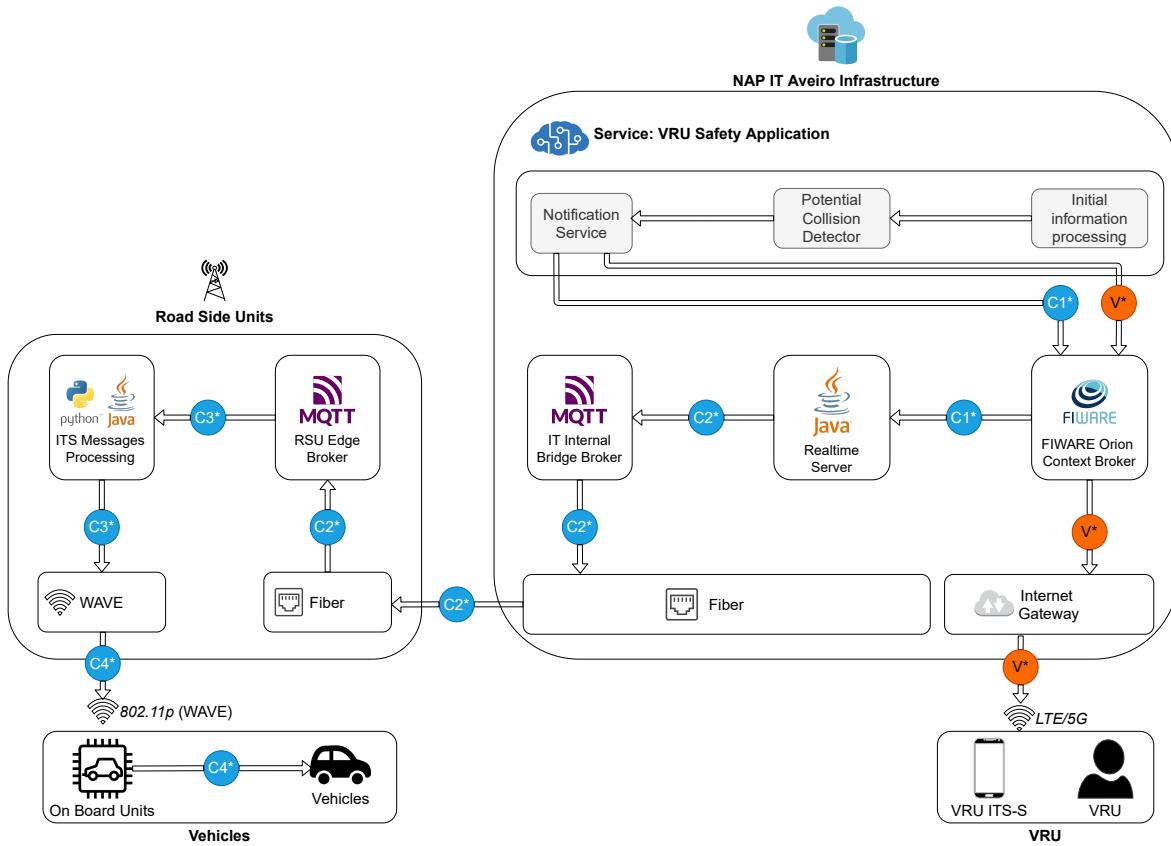 NAP IT Aveiro Infrastructure
Service: VRU Safety Application
Notification
Service
Potential
Collision
Detector
Initial
information
processing
C1*
V*
Road Side Units
python
Java
ITS Messages
Processing
C3*
MQTT
RSU Edge
Broker
MQTT
IT Internal
Bridge Broker
C2*
Java
Realtime
Server
C1*
FIWARE
FIWARE Orion
Context Broker
C3*
C2*
C2*
V*
WAVE
Fiber
C2*
Fiber
Internet
Gateway
C4*
V*
802.11p (WAVE)
LTE/5G
On Board Units
C4*
Vehicles
Vehicles
VRU ITS-S
VRU
VRU